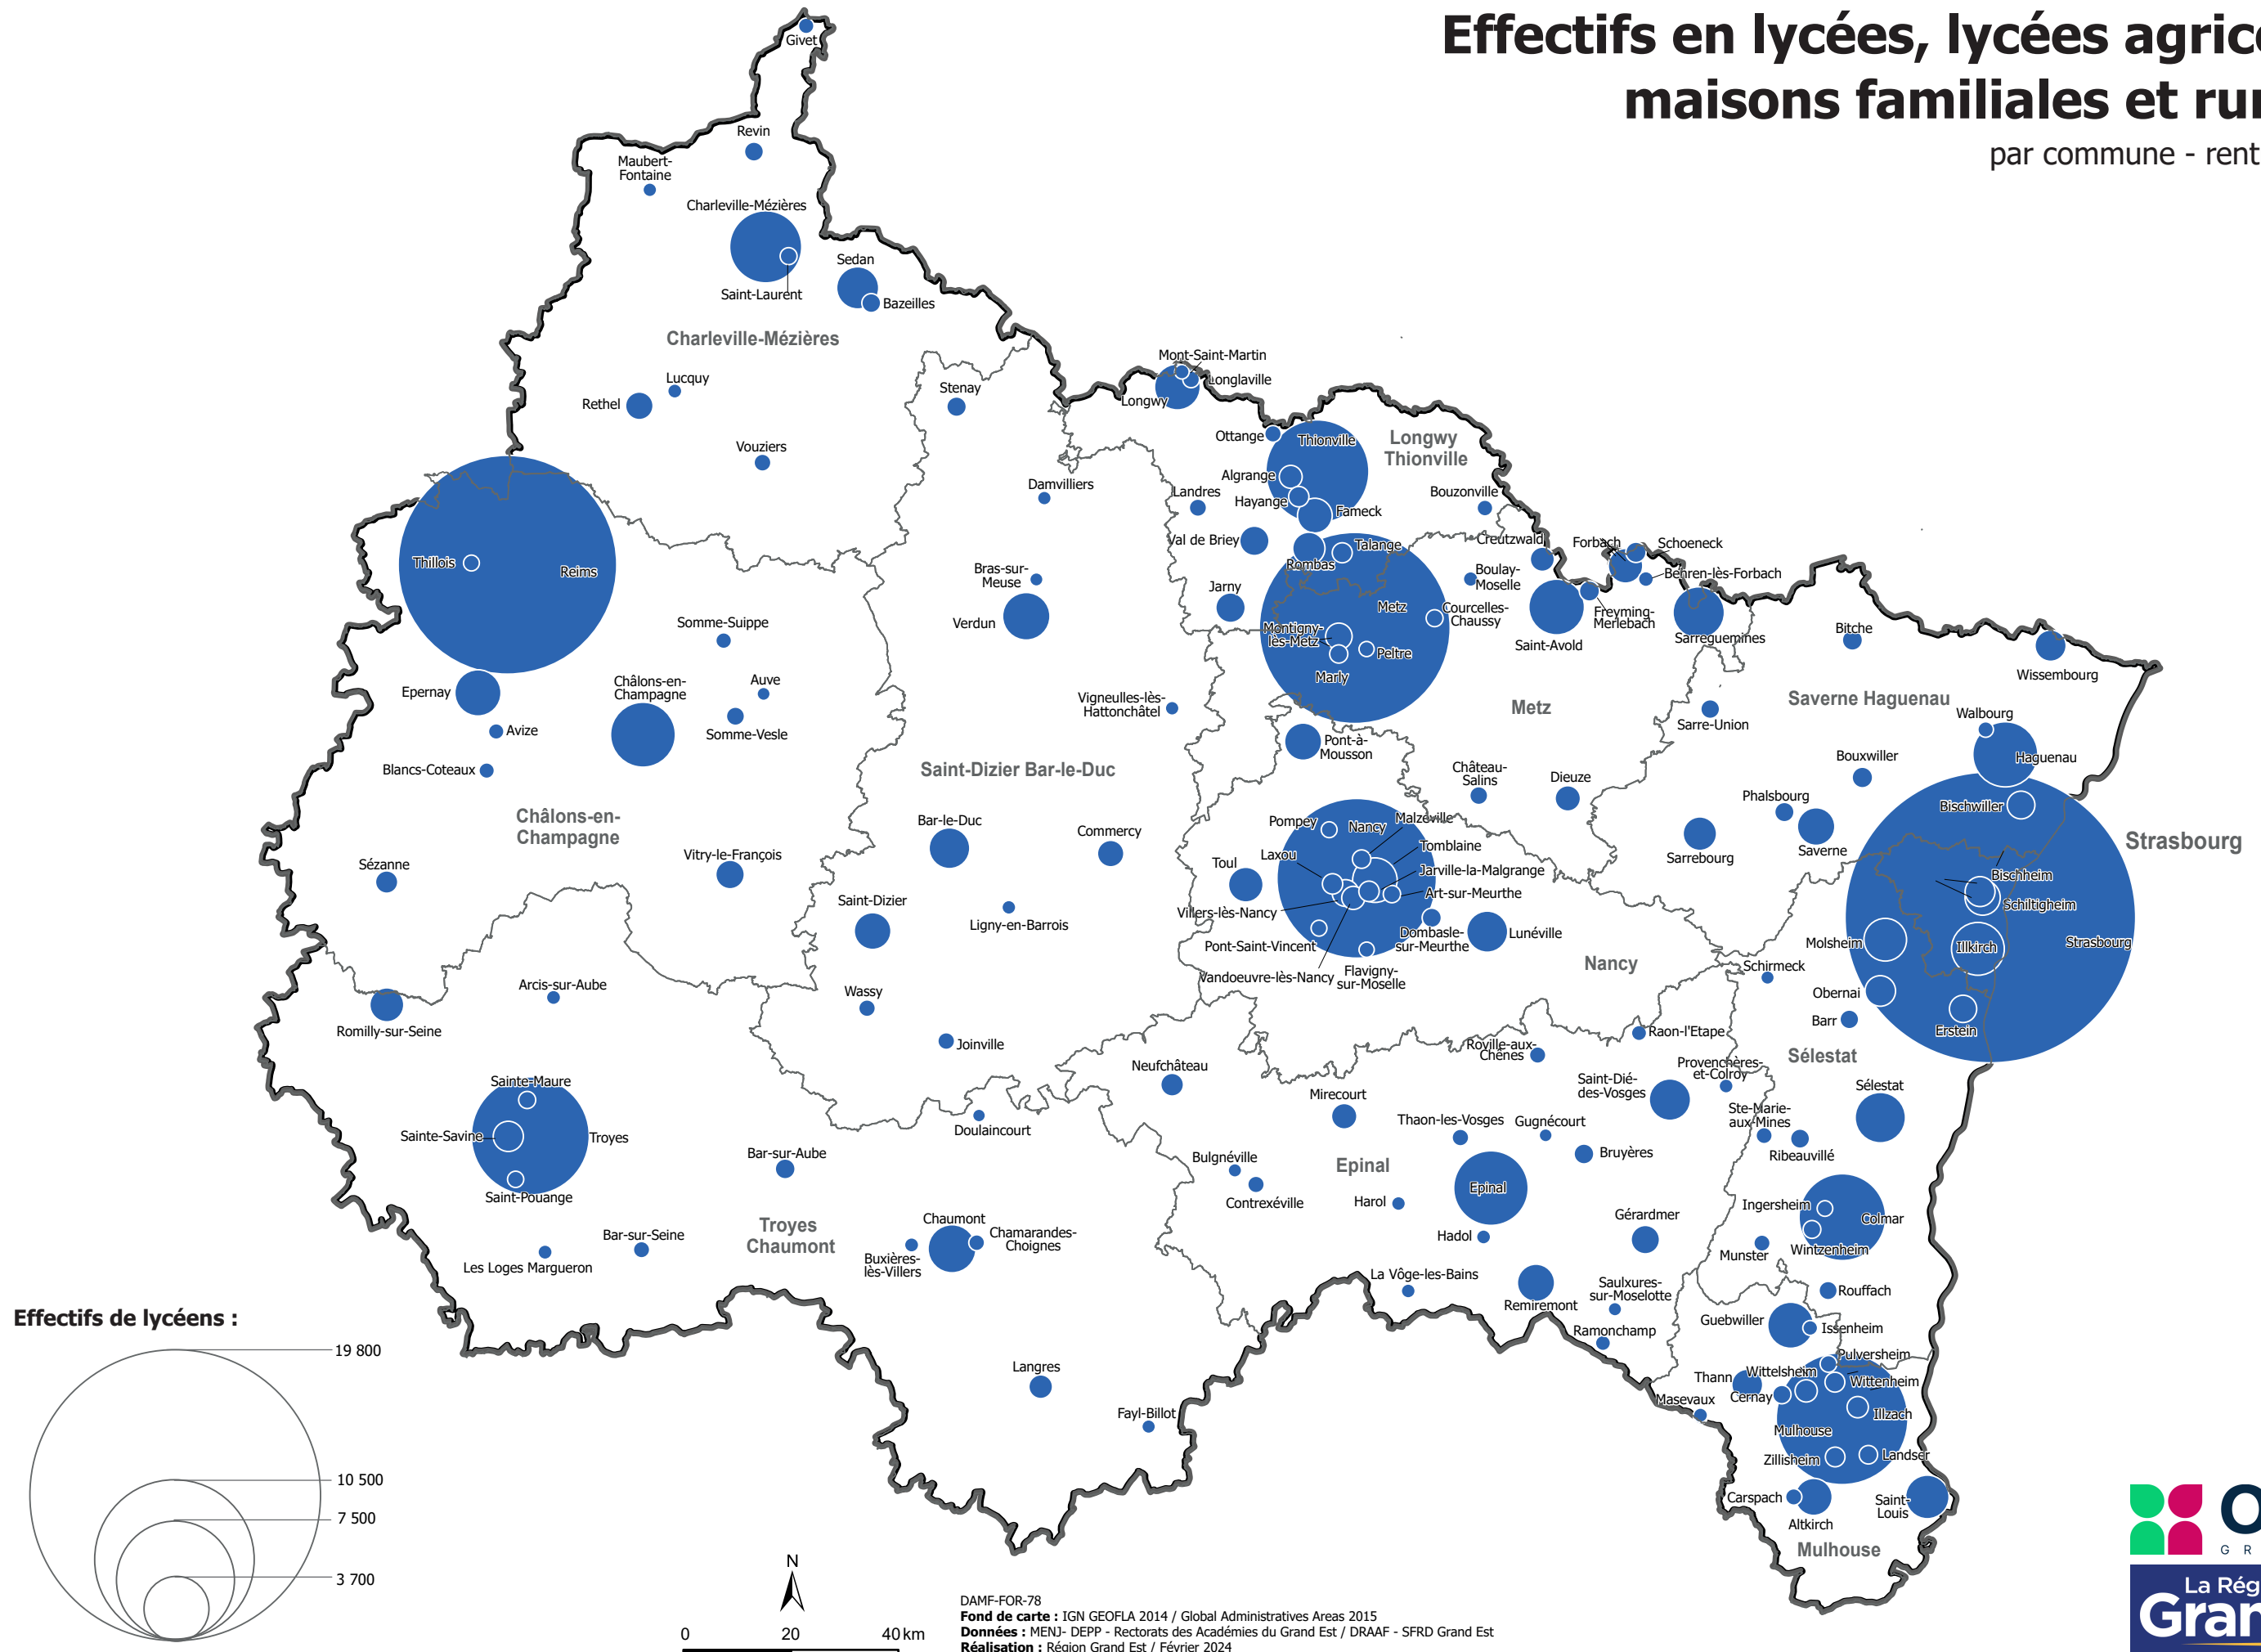 Effectifs en lycées, lycées agric
maisons familiales et rur
par commune - rent
Givet
Revin
Maubert-
Fontaine
Charleville-Mézières
Saint-Laurent
Sedan
Bazeilles
Charleville-Mézières
Lucquy
Rethel
Vouziers
Stenay
Mont-Saint-Martin
Longlaville
Longwy
Ottange
Thionville
Longwy
Thionville
Algrange
Hayange
Fameck
Landres
Bouzonville
Damvilliers
Val de Briey
Talange
Rombas
Creutzwald
Forbach
Schoeneck
Behren-lès-Forbach
Boulay-
Moselle
Freyming-
Merlebach
Thillois
Reims
Bras-sur-
Meuse
Verdun
Jarny
Metz
Courcelles-
Chaussy
Montigny-
lès-Metz
Peltre
Marly
Saint-Avold
Sarreguemines
Bitche
Wissembourg
Somme-Suippe
Epernay
Châlons-en-
Champagne
Auve
Somme-Vesle
Avize
Blancs-Coteaux
Vigneulles-lès-
Hattonchâtel
Metz
Saverne Haguenau
Sarre-Union
Walbourg
Haguenau
Pont-à-
Mousson
Saint-Dizier Bar-le-Duc
Château-
Salins
Dieuze
Bouxwiller
Phalsbourg
Bischwiller
Saverne
Sarrebourg
Strasbourg
Châlons-en-
Champagne
Bar-le-Duc
Commercy
Pompey
Nancy
Malzéville
Tomblaine
Laxou
Toul
Jarville-la-Malgrange
Art-sur-Meurthe
Villers-lès-Nancy
Pont-Saint-Vincent
Dombasle-
sur-Meurthe
Lunéville
Vandoeuvre-lès-Nancy
Flavigny-
sur-Moselle
Nancy
Sézanne
Vitry-le-François
Saint-Dizier
Ligny-en-Barrois
Bischheim
Schiltigheim
Molsheim
Illkirch
Strasbourg
Schirmeck
Obernai
Barr
Erstein
Arcis-sur-Aube
Wassy
Romilly-sur-Seine
Joinville
Neufchâtel
Mirecourt
Roville-aux-
Chênes
Raon-l'Etape
Provenchères-
et-Colroy
Sélestat
Saint-Dié-
des-Vosges
Sélestat
Sainte-Maure
Sainte-Savine
Troyes
Saint-Pouange
Doulaincourt
Thaon-les-Vosges
Gugnécourt
Bruyères
Ste-Marie-
aux-Mines
Ribeauvillé
Bar-sur-Aube
Bulgnéville
Contrexéville
Epinal
Harol
Epinal
Hadol
Gérardmer
Ingersheim
Colmar
Wintzenheim
Munster
Troyes
Chaumont
Chaumont
Chamarandes-
Choignes
Buxières-
lès-Villers
Bar-sur-Seine
Les Loges Margueron
La Vôge-les-Bains
Remiremont
Saulxures-
sur-Moselotte
Ramonchamp
Rouffach
Guebwiller
Issenheim
Pulversheim
Wittelsheim
Wittenheim
Thann
Cernay
Masevaux
Illzach
Mulhouse
Zillisheim
Landser
Langres
Fayl-Billot
Carspach
Altkirch
Saint-
Louis
Mulhouse
Effectifs de lycéens :
19 800
10 500
7 500
3 700
N
0 20 40 km
DAMF-FOR-78
Fond de carte : IGN GEOFLA 2014 / Global Administratives Areas 2015
Données : MENJ- DEPP - Rectorats des Académies du Grand Est / DRAAF - SFRD Grand Est
Réalisation : Région Grand Est / Février 2024
O
G R
La Rég
Gran